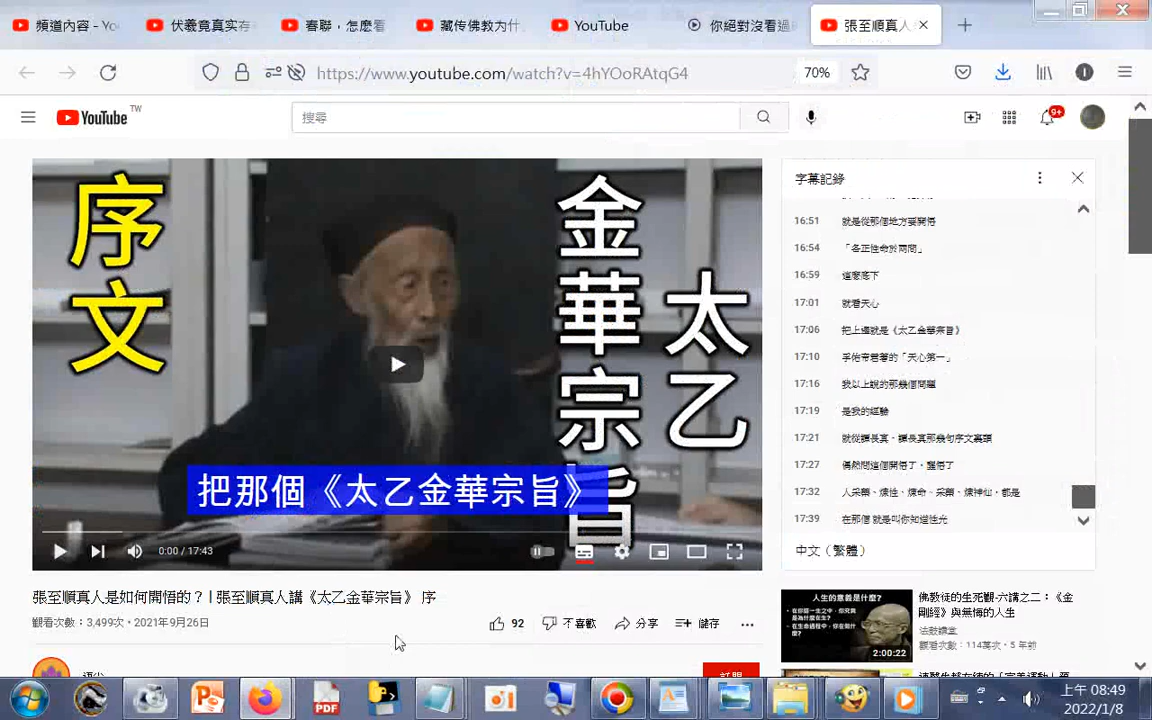 頻道內容 - Yo
伏羲竟真实存
春聯，怎麼看
藏传佛教为什
YouTube
你絕對沒看過
張至順真人
https://www.youtube.com/watch?v=4hYOoRAtqG4
70%
YouTube TW
搜尋
9+
序文
太乙
金華宗旨
把那個《太乙金華宗旨》
0:00 / 17:43
字幕記錄
16:51 就是從那個地方要開悟
16:54 「各正性命於兩間」
16:59 這麼底下
17:01 就看天心
17:06 把上邊就是《太乙金華宗旨》
17:10 孚佑帝君著的「天心第一」
17:16 我以上說的那幾個問題
17:19 是我的經驗
17:21 就從譚長真、譚長真那幾句序文裏頭
17:27 偶然間這個開悟了，醒悟了
17:32 人采藥、煉性、煉命、采藥、煉神仙，都是
17:39 在那個 就是叫你知道性光
中文（繁體）
張至順真人是如何開悟的？ | 張至順真人講《太乙金華宗旨》 序
觀看次數：3,499次 • 2021年9月26日
92
不喜歡
分享
儲存
人生的意義是什麼?
2:00:22
佛教徒的生死觀-六講之二：《金
剛經》與無悔的人生
法鼓講堂
觀看次數：114萬次 • 5 年前
訂閱
上午 08:49
2022/1/8